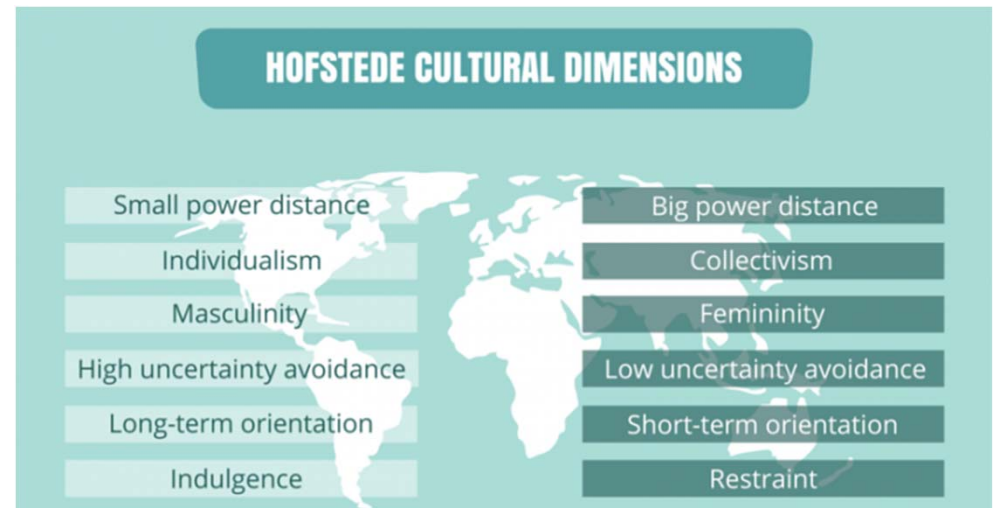 HOFSTEDE CULTURAL DIMENSIONS
Small power distance
Big power distance
Individualism
Collectivism
Masculinity
Femininity
High uncertainty avoidance
Low uncertainty avoidance
Long-term orientation
Short-term orientation
Indulgence
Restraint